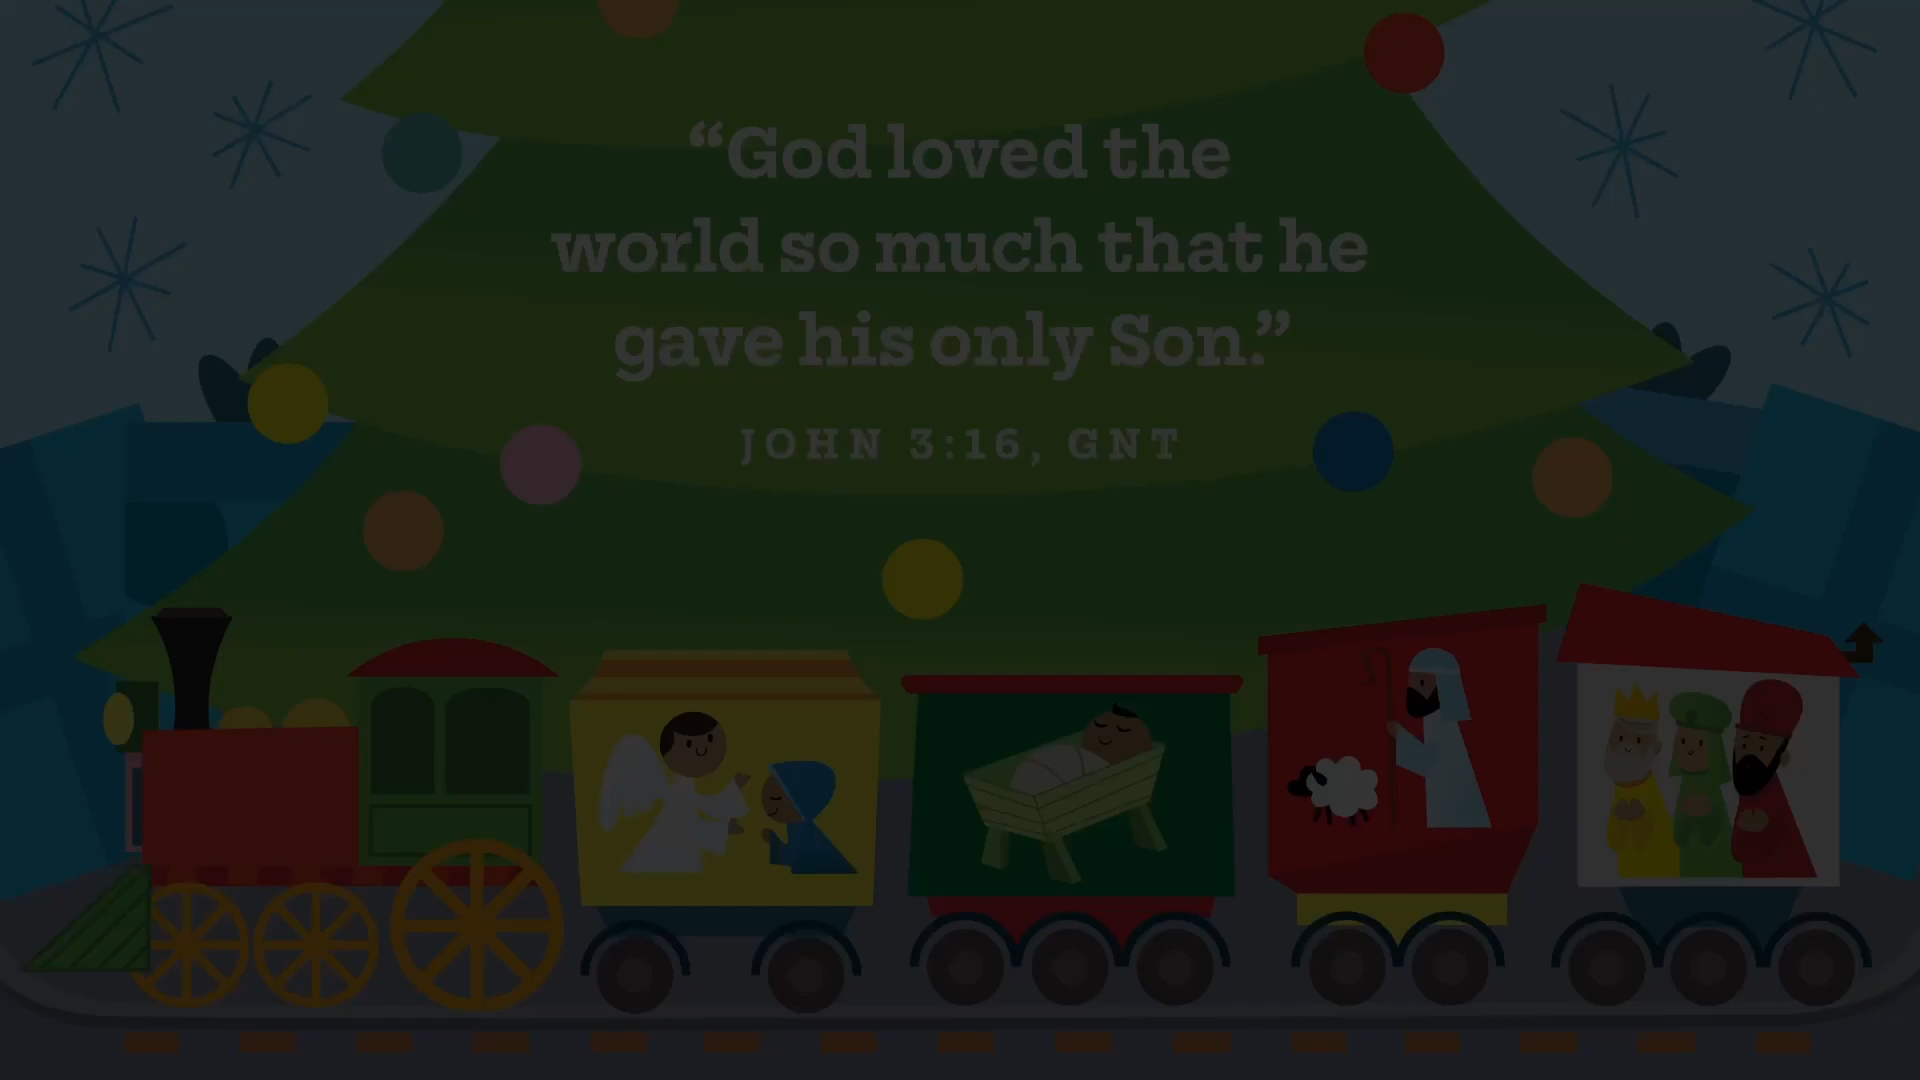 “God loved the
world so much that he
gave his only Son.”
JOHN 3:16, GNT